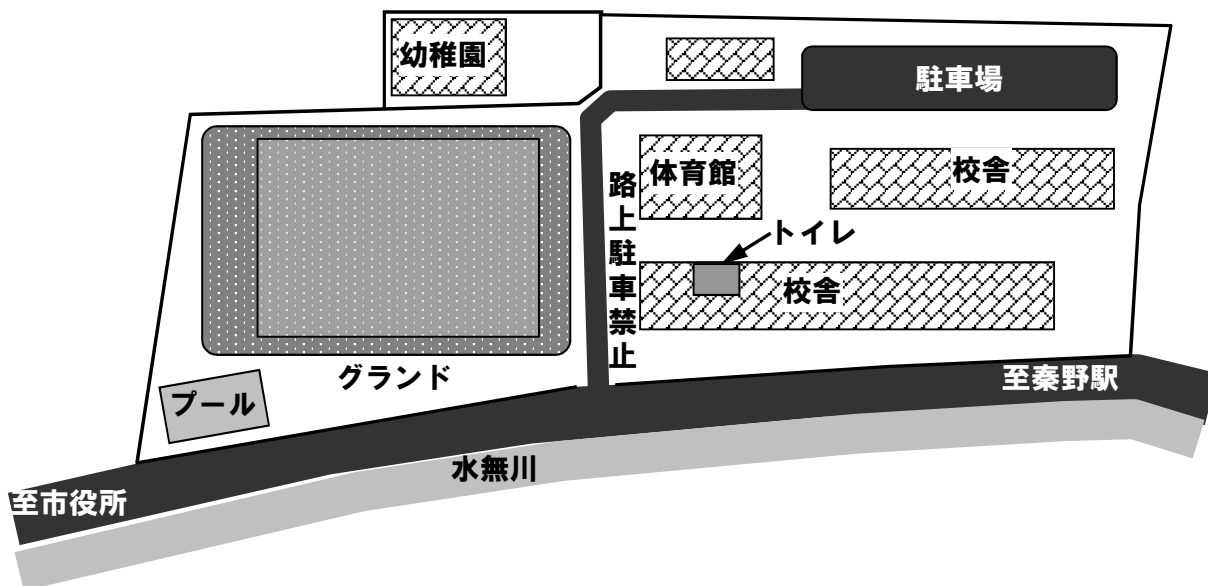 幼稚園
駐車場
体育館
校舎
路上駐車禁止
トイレ
校舎
グランド
至秦野駅
プール
水無川
至市役所